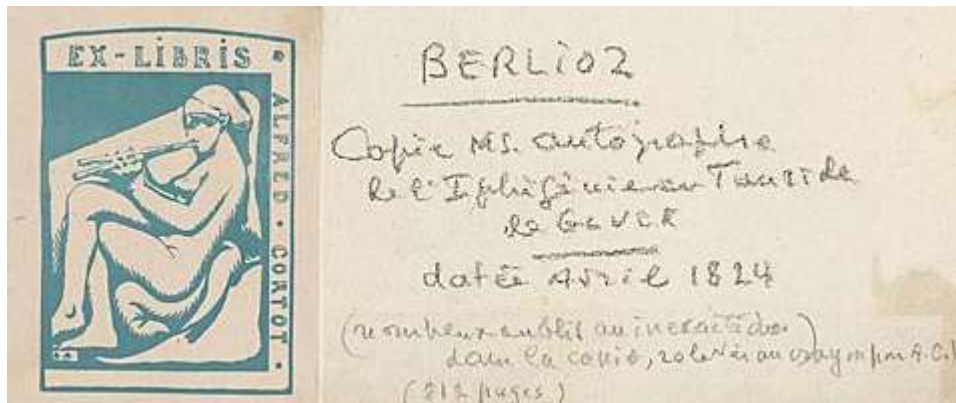 EX-LIBRIS
ALFRED · CORTOT ·
BERLIOZ
Copie MS. autographe
de l'Iphigénie en Tauride
de GLUCK
datée Avril 1824
(nombreux oublis ou inexactitudes)
dans la copie, relevés au crayon par A.C.
(212 pages)